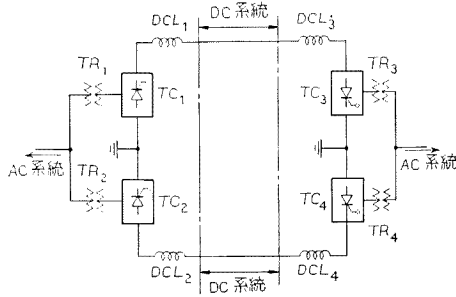 DCL₁
DC 系統
DCL₃
TR₁
TC₁
TC₃
TR₃
AC 系統
AC 系統
TR₂
TC₂
TC₄
TR₄
DCL₂
DC 系統
DCL₄